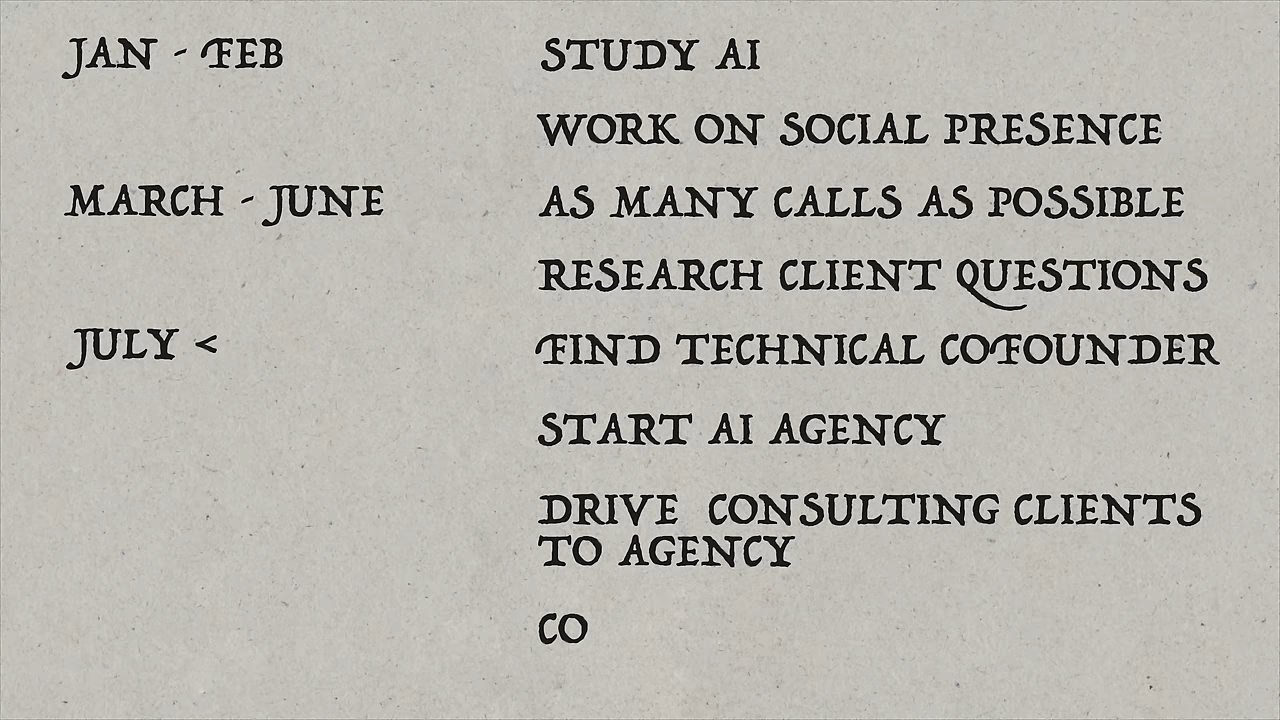 JAN - FEB STUDY AI
WORK ON SOCIAL PRESENCE
MARCH - JUNE AS MANY CALLS AS POSSIBLE
RESEARCH CLIENT QUESTIONS
JULY < FIND TECHNICAL COFOUNDER
START AI AGENCY
DRIVE CONSULTING CLIENTS
TO AGENCY
CO